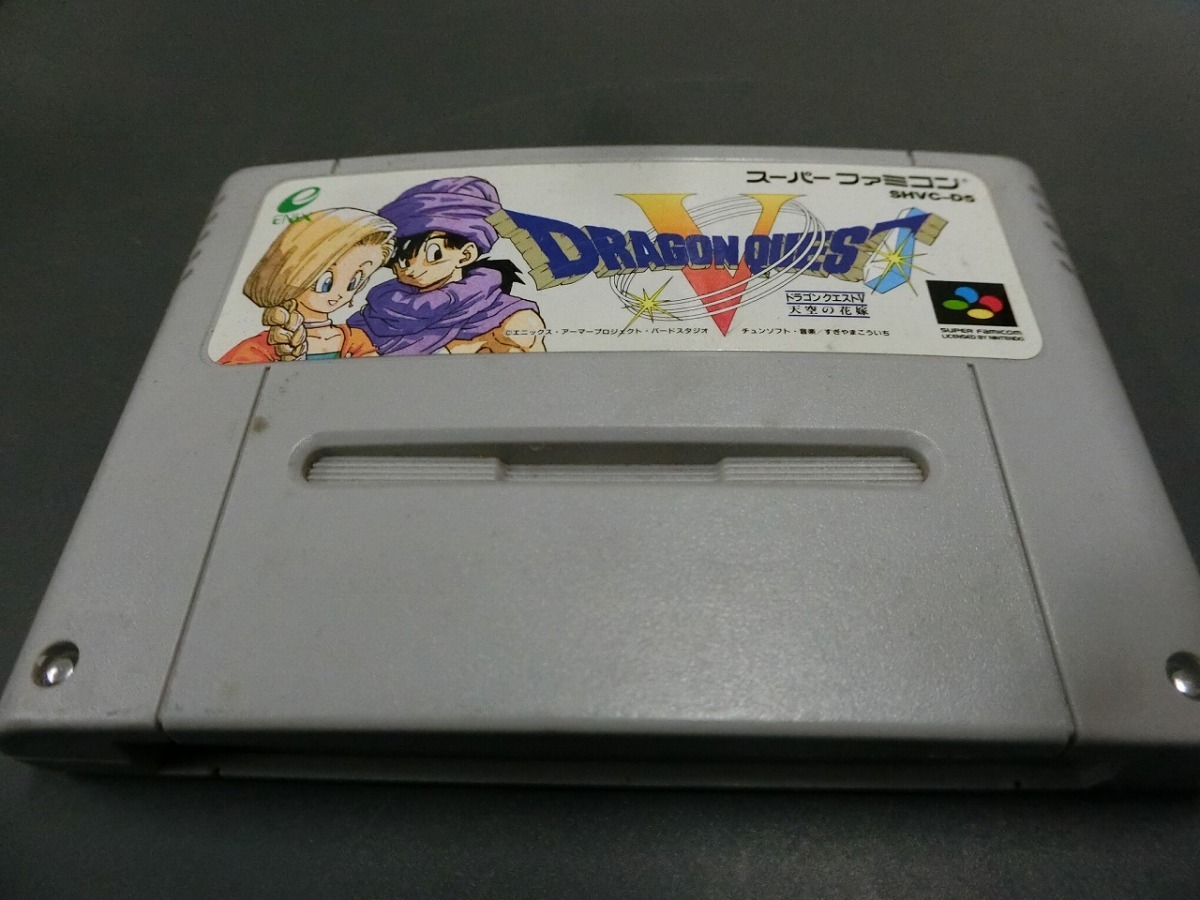 ENIX
スーパー ファミコン
SHVC-D5
DRAGON QUEST
V
ドラゴンクエストV
天空の花嫁
©エニックス・アーマープロジェクト・バードスタジオ チュンソフト・音楽/すぎやまこういち
SUPER FAMICOM
LICENSED BY NINTENDO